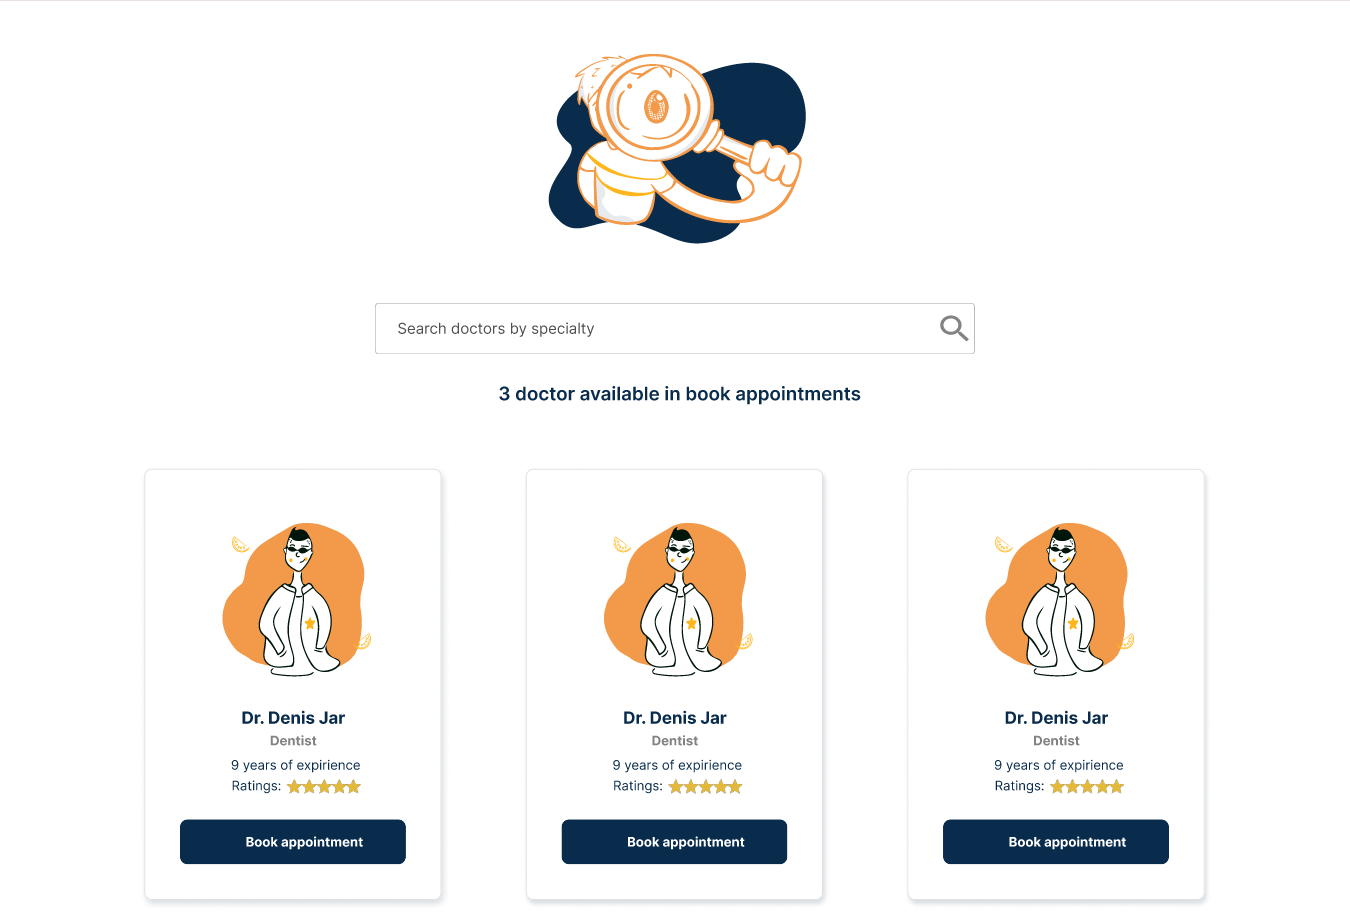 Search doctors by specialty
3 doctor available in book appointments
Dr. Denis Jar
Dentist
9 years of expirience
Ratings:
Book appointment
Dr. Denis Jar
Dentist
9 years of expirience
Ratings:
Book appointment
Dr. Denis Jar
Dentist
9 years of expirience
Ratings:
Book appointment